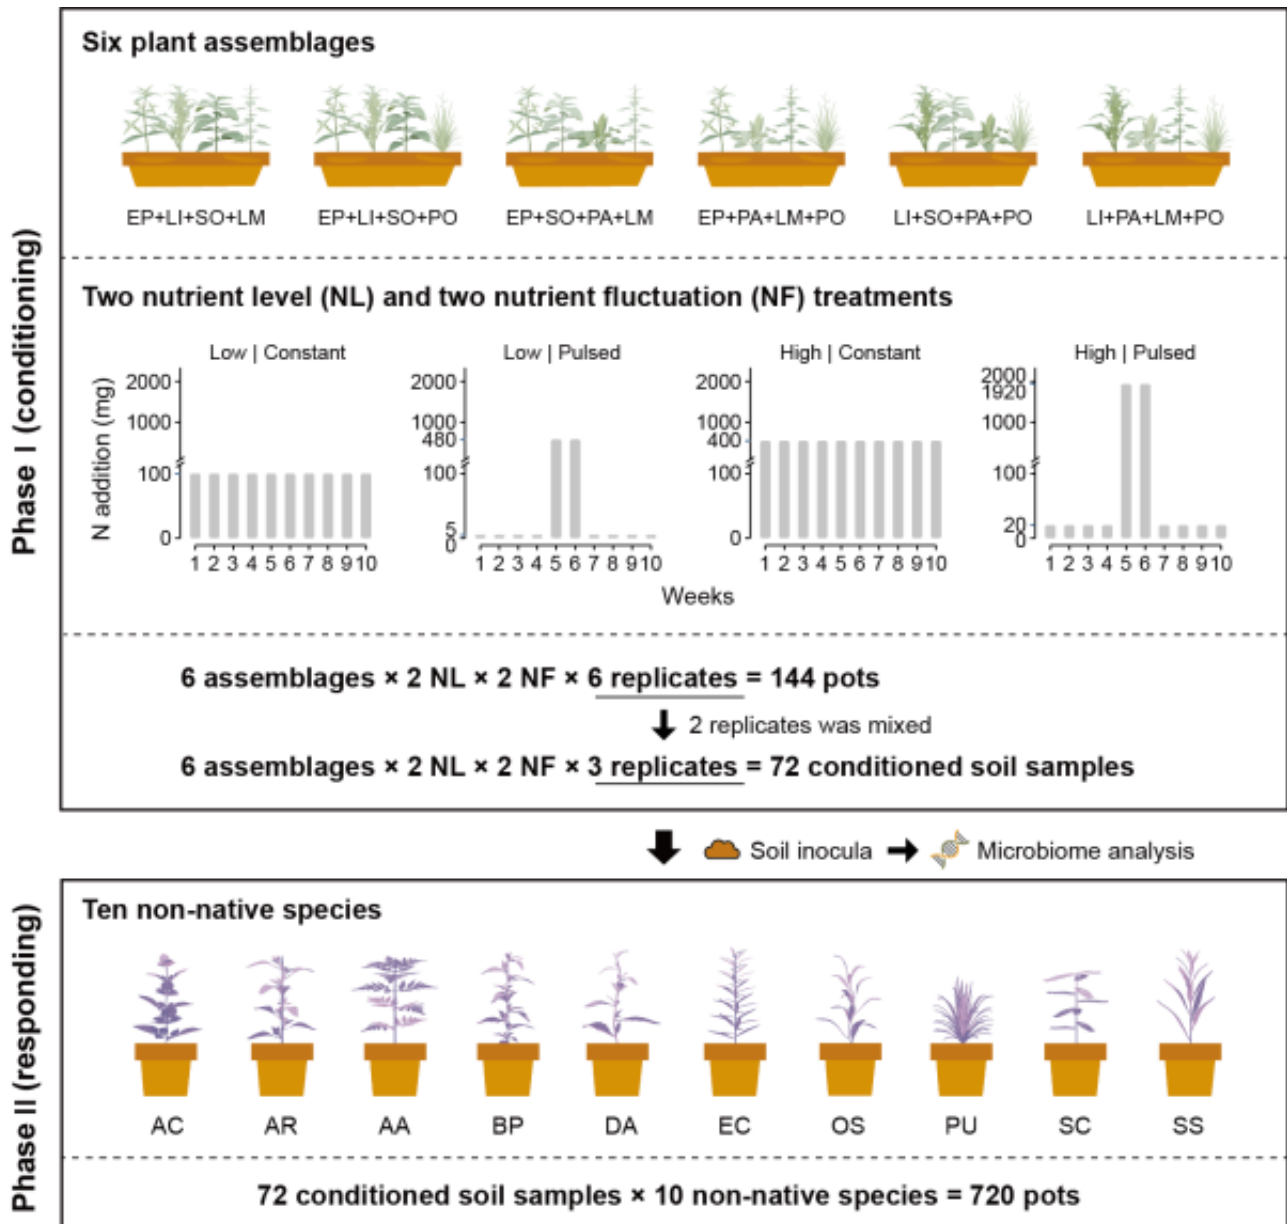 Phase I (conditioning)
Six plant assemblages
EP+LI+SO+LM
EP+LI+SO+PO
EP+SO+PA+LM
EP+PA+LM+PO
LI+SO+PA+PO
LI+PA+LM+PO
Two nutrient level (NL) and two nutrient fluctuation (NF) treatments
N addition (mg)
Low | Constant
2000
1000
100
0
1 2 3 4 5 6 7 8 9 10
Low | Pulsed
2000
1000
480
100
5
0
1 2 3 4 5 6 7 8 9 10
High | Constant
2000
1000
400
100
0
1 2 3 4 5 6 7 8 9 10
High | Pulsed
2000
1920
1000
100
20
0
1 2 3 4 5 6 7 8 9 10
Weeks
6 assemblages × 2 NL × 2 NF × 6 replicates = 144 pots
2 replicates was mixed
6 assemblages × 2 NL × 2 NF × 3 replicates = 72 conditioned soil samples
Soil inocula
Microbiome analysis
Phase II (responding)
Ten non-native species
AC
AR
AA
BP
DA
EC
OS
PU
SC
SS
72 conditioned soil samples × 10 non-native species = 720 pots